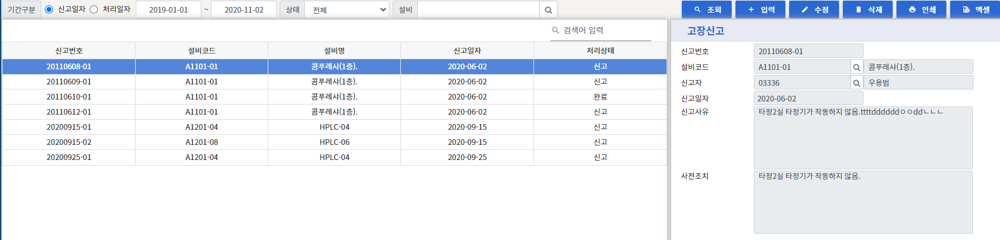 기간구분 신고일자 처리일자 2019-01-01 ~ 2020-11-02 상태 전체 설비 조회 입력 수정 삭제 인쇄 엑셀
검색어 입력
신고번호 설비코드 설비명 신고일자 처리상태
20110608-01 A1101-01 콤푸레샤(1층). 2020-06-02 신고
20110609-01 A1101-01 콤푸레샤(1층). 2020-06-02 신고
20110610-01 A1101-01 콤푸레샤(1층). 2020-06-02 완료
20110612-01 A1101-01 콤푸레샤(1층). 2020-06-02 신고
20200915-01 A1201-04 HPLC-04 2020-09-15 신고
20200915-02 A1201-08 HPLC-06 2020-09-15 신고
20200925-01 A1201-04 HPLC-04 2020-09-25 신고
고장신고
신고번호 20110608-01
설비코드 A1101-01 콤푸레샤(1층).
신고자 03336 우용범
신고일자 2020-06-02
신고사유 타정2실 타정기가 작동하지 않음.ttttddddddㅇㅇddㄴㄴㄴ
사전조치 타정2실 타정기가 작동하지 않음.